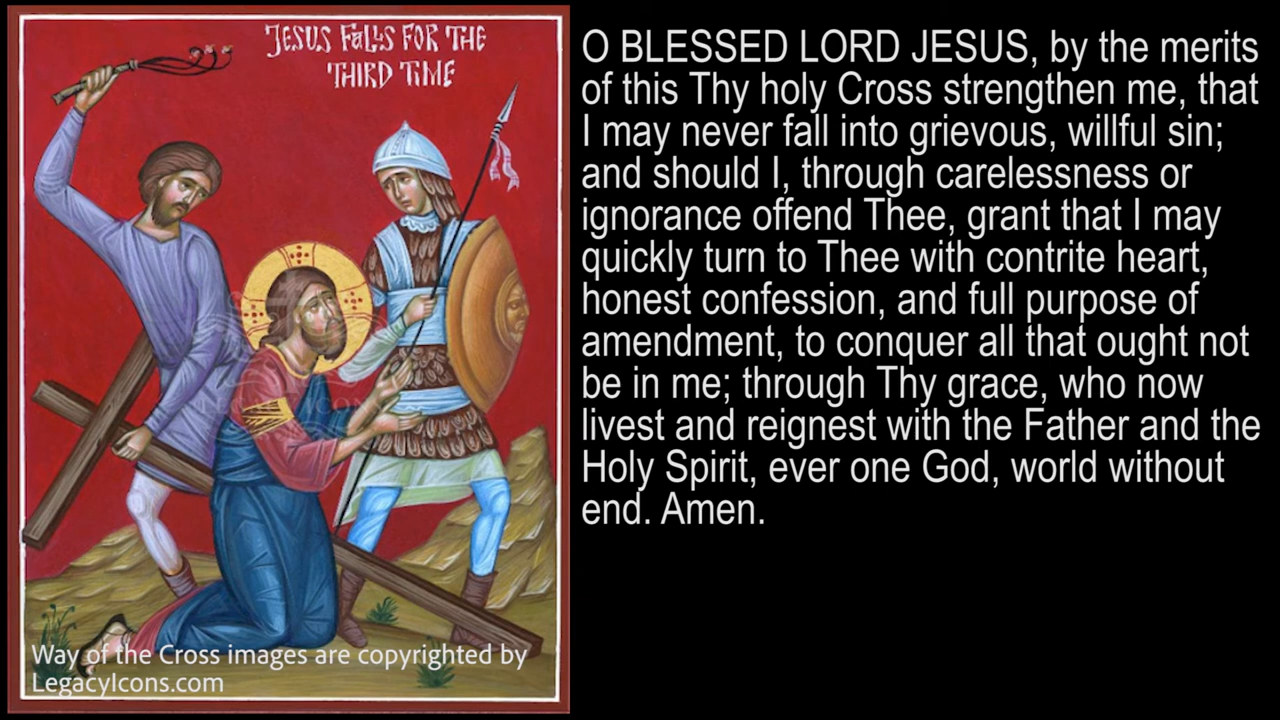 JESUS FALLS FOR THE
THIRD TIME
O BLESSED LORD JESUS, by the merits
of this Thy holy Cross strengthen me, that
I may never fall into grievous, willful sin;
and should I, through carelessness or
ignorance offend Thee, grant that I may
quickly turn to Thee with contrite heart,
honest confession, and full purpose of
amendment, to conquer all that ought not
be in me; through Thy grace, who now
livest and reignest with the Father and the
Holy Spirit, ever one God, world without
end. Amen.
LEGACY ICONS
Way of the Cross images are copyrighted by
LegacyIcons.com